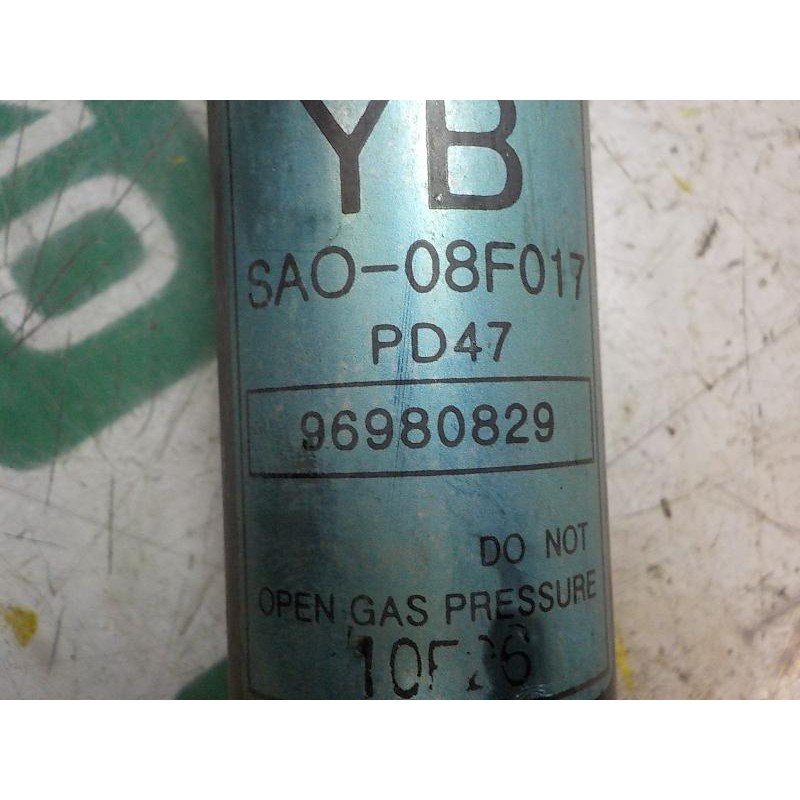 YB
SAO-08F017
PD47
96980829
DO NOT
OPEN GAS PRESSURE